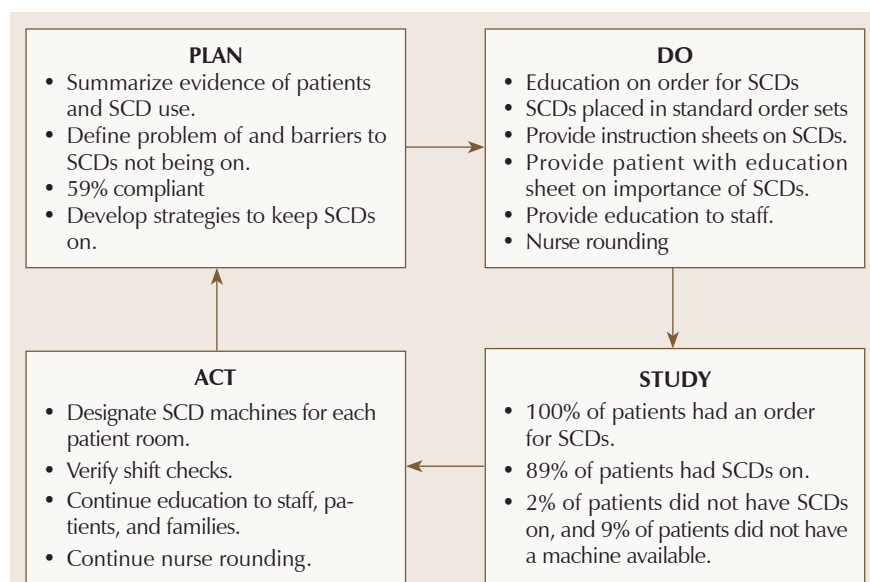 PLAN
• Summarize evidence of patients
and SCD use.
• Define problem of and barriers to
SCDs not being on.
• 59% compliant
• Develop strategies to keep SCDs
on.
DO
• Education on order for SCDs
• SCDs placed in standard order sets
• Provide instruction sheets on SCDs.
• Provide patient with education
sheet on importance of SCDs.
• Provide education to staff.
• Nurse rounding
STUDY
• 100% of patients had an order
for SCDs.
• 89% of patients had SCDs on.
• 2% of patients did not have SCDs
on, and 9% of patients did not have
a machine available.
ACT
• Designate SCD machines for each
patient room.
• Verify shift checks.
• Continue education to staff, pa-
tients, and families.
• Continue nurse rounding.